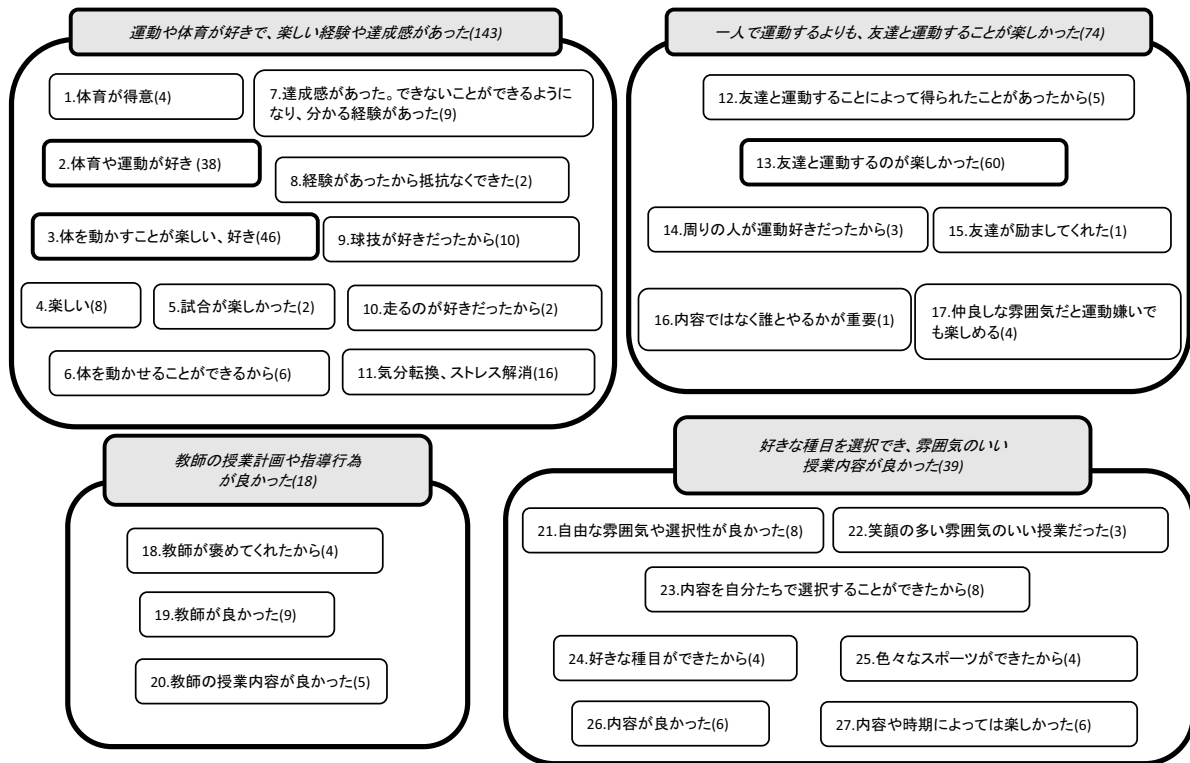 運動や体育が好きで、楽しい経験や達成感があった(143)
1.体育が得意(4)
7.達成感があった。できないことができるように
なり、分かる経験があった(9)
2.体育や運動が好き(38)
8.経験があったから抵抗なくできた(2)
3.体を動かすことが楽しい、好き(46)
9.球技が好きだったから(10)
4.楽しい(8)
5.試合が楽しかった(2)
10.走るのが好きだったから(2)
6.体を動かせることができるから(6)
11.気分転換、ストレス解消(16)
一人で運動するよりも、友達と運動することが楽しかった(74)
12.友達と運動することによって得られたことがあったから(5)
13.友達と運動するのが楽しかった(60)
14.周りの人が運動好きだったから(3)
15.友達が励ましてくれた(1)
16.内容ではなく誰とやるかが重要(1)
17.仲良しな雰囲気だと運動嫌いで
も楽しめる(4)
教師の授業計画や指導行為
が良かった(18)
18.教師が褒めてくれたから(4)
19.教師が良かった(9)
20.教師の授業内容が良かった(5)
好きな種目を選択でき、雰囲気のいい
授業内容が良かった(39)
21.自由な雰囲気や選択性が良かった(8)
22.笑顔の多い雰囲気のいい授業だった(3)
23.内容を自分たちで選択することができたから(8)
24.好きな種目ができたから(4)
25.色々なスポーツができたから(4)
26.内容が良かった(6)
27.内容や時期によっては楽しかった(6)